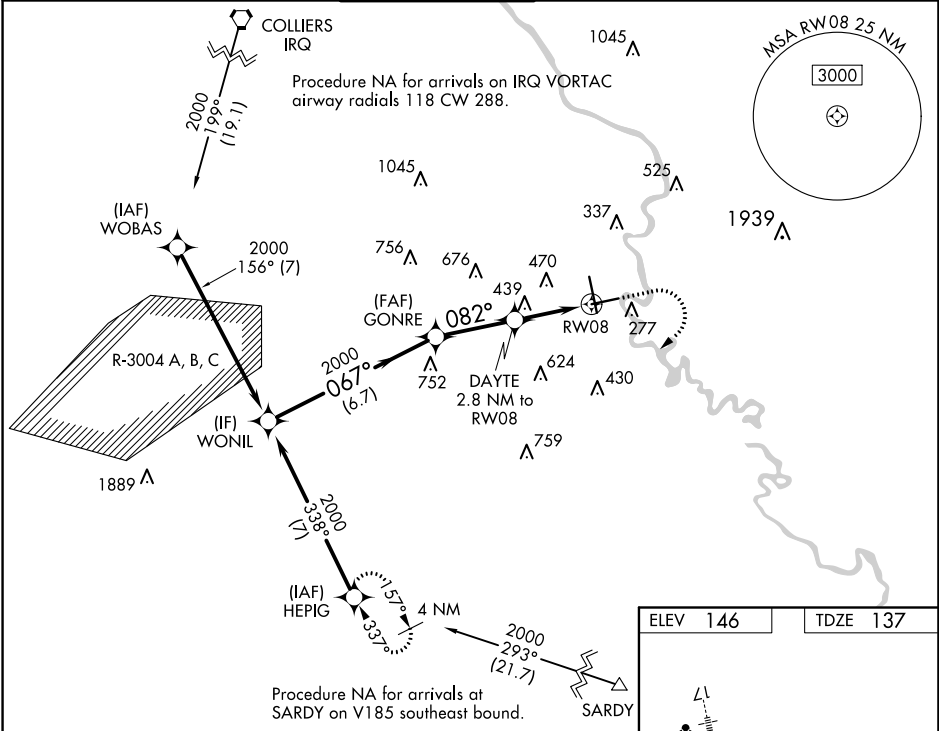 COLLIERS
IRQ
2000
199°
(19.1)
Procedure NA for arrivals on IRQ VORTAC
airway radials 118 CW 288.
1045
MSA RW08 25 NM
3000
1045
525
337
1939
(IAF)
WOBAS
2000
156° (7)
756
676
470
439
(FAF)
GONRE
082°
RW08
277
R-3004 A, B, C
2000
067°
(6.7)
752
DAYTE
2.8 NM to
RW08
624
430
(IF)
WONIL
759
1889
2000
338°
(7)
(IAF)
HEPIG
157°
337°
4 NM
2000
293°
(21.7)
SARDY
Procedure NA for arrivals at
SARDY on V185 southeast bound.
ELEV 146
TDZE 137
17